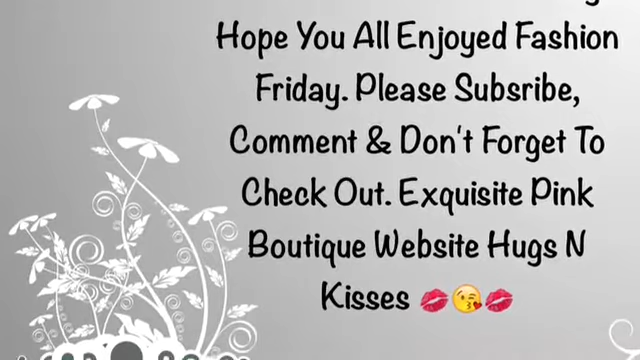 Hope You All Enjoyed Fashion
Friday. Please Subsribe,
Comment & Don't Forget To
Check Out. Exquisite Pink
Boutique Website Hugs N
Kisses 💋😘💋